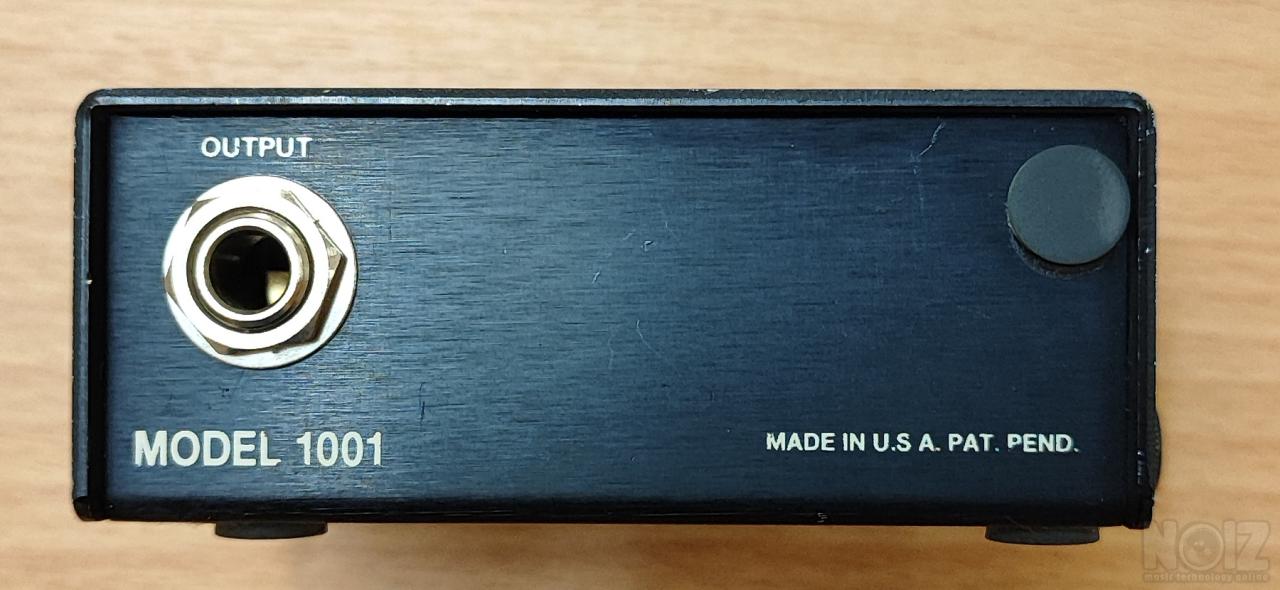 OUTPUT
MODEL 1001
MADE IN U.S A. PAT. PEND.
NOIZ
music technology online